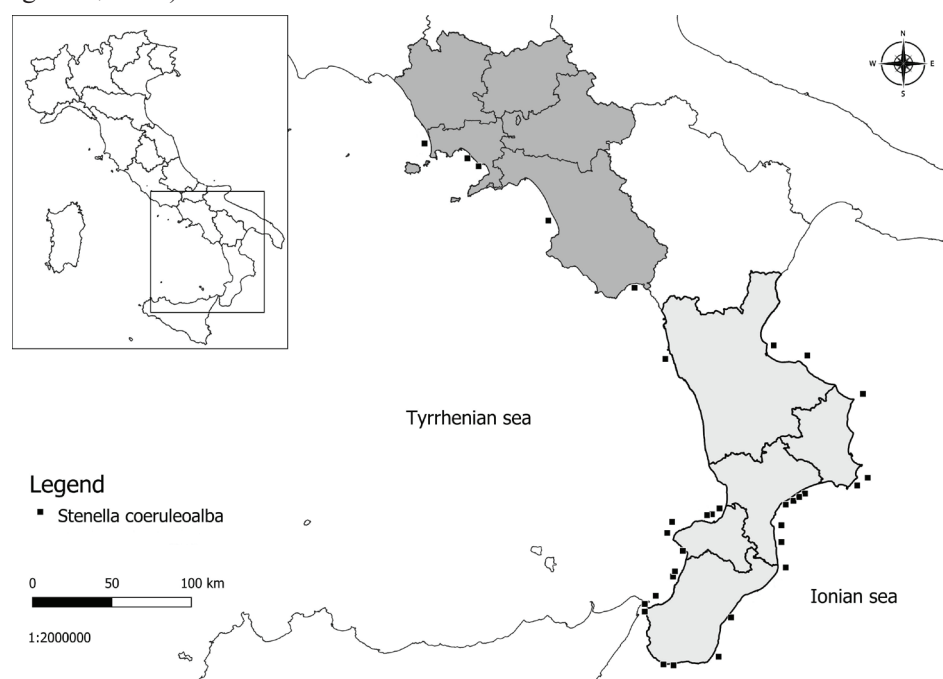 N
W E
S
Tyrrhenian sea
Legend
Stenella coeruleoalba
0 50 100 km
1:2000000
Ionian sea